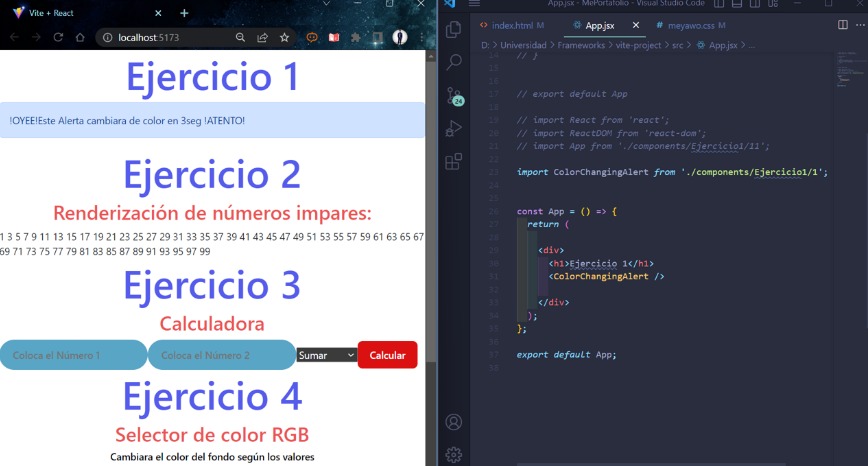 Vite + React
localhost:5173
Ejercicio 1
!OYEE!Este Alerta cambiara de color en 3seg !ATENTO!
Ejercicio 2
Renderización de números impares:
1 3 5 7 9 11 13 15 17 19 21 23 25 27 29 31 33 35 37 39 41 43 45 47 49 51 53 55 57 59 61 63 65 67
69 71 73 75 77 79 81 83 85 87 89 91 93 95 97 99
Ejercicio 3
Calculadora
Coloca el Número 1 Coloca el Número 2 Sumar Calcular
Ejercicio 4
Selector de color RGB
Cambiara el color del fondo según los valores
App.jsx - MePortafolio - Visual Studio Code
index.html M App.jsx meyawo.css M
D: > Universidad > Frameworks > vite-project > src > App.jsx > ...
24
14 // }
15
16
17 // export default App
18
19 // import React from 'react';
20 // import ReactDOM from 'react-dom';
21 // import App from './components/Ejercicio1/11';
22
23 import ColorChangingAlert from './components/Ejercicio1/1';
24
25
26 const App = () => {
27 return (
28
29 <div>
30 <h1>Ejercicio 1</h1>
31 <ColorChangingAlert />
32
33 </div>
34 );
35 };
36
37 export default App;
38